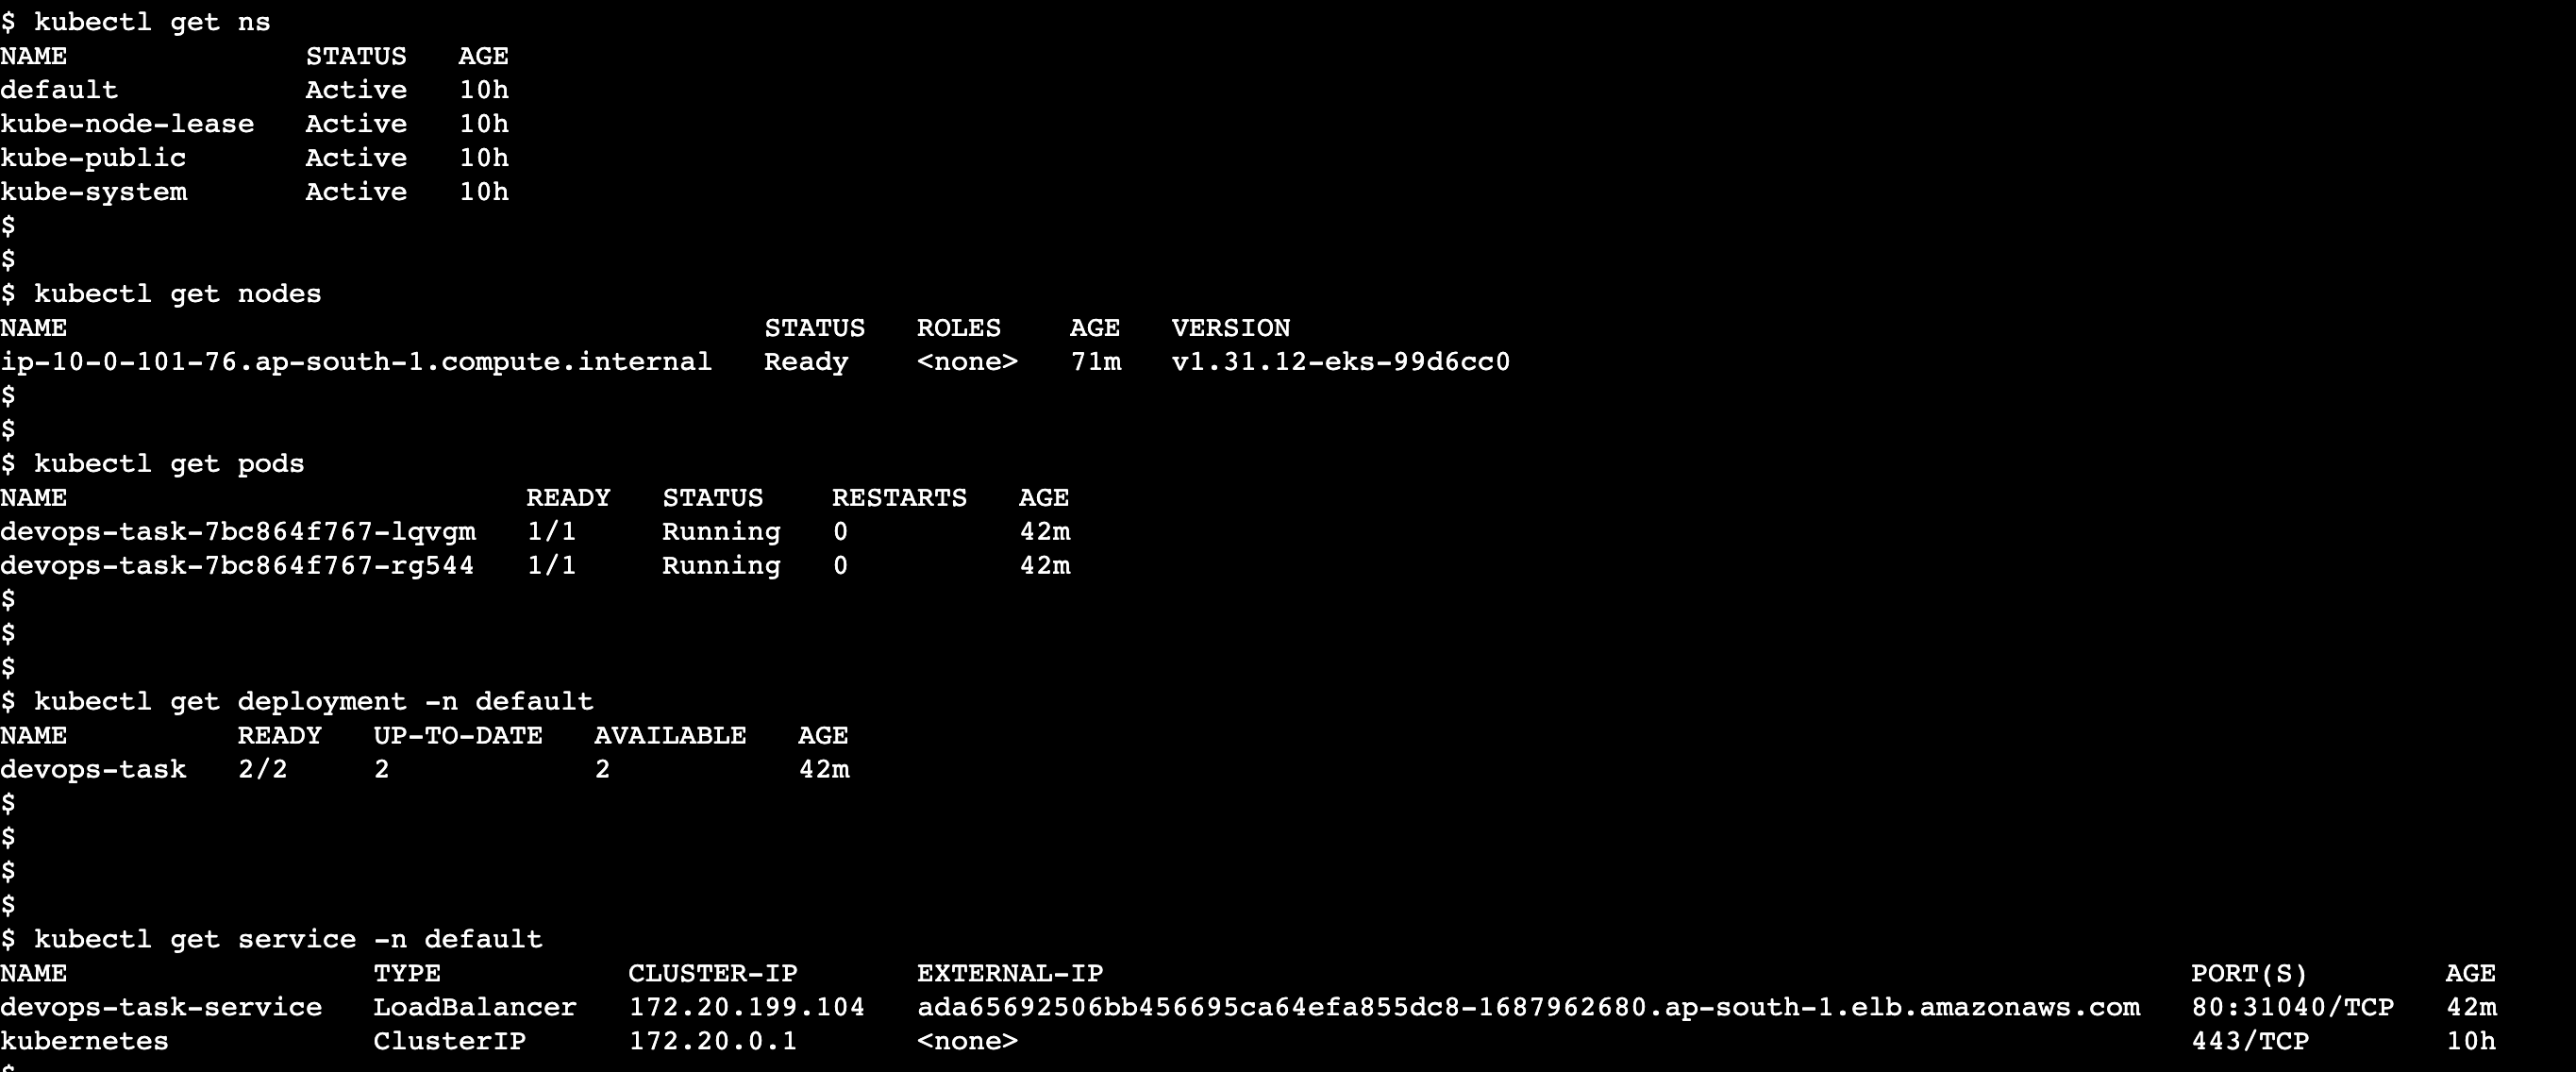 $ kubectl get ns
NAME              STATUS   AGE
default           Active   10h
kube-node-lease   Active   10h
kube-public       Active   10h
kube-system       Active   10h
$
$
$ kubectl get nodes
NAME                                         STATUS   ROLES    AGE   VERSION
ip-10-0-101-76.ap-south-1.compute.internal   Ready    <none>   71m   v1.31.12-eks-99d6cc0
$
$
$ kubectl get pods
NAME                           READY   STATUS    RESTARTS   AGE
devops-task-7bc864f767-lqvgm   1/1     Running   0          42m
devops-task-7bc864f767-rg544   1/1     Running   0          42m
$
$
$
$ kubectl get deployment -n default
NAME          READY   UP-TO-DATE   AVAILABLE   AGE
devops-task   2/2     2            2           42m
$
$
$
$
$ kubectl get service -n default
NAME                  TYPE           CLUSTER-IP       EXTERNAL-IP                                                                PORT(S)        AGE
devops-task-service   LoadBalancer   172.20.199.104   ada65692506bb456695ca64efa855dc8-1687962680.ap-south-1.elb.amazonaws.com   80:31040/TCP   42m
kubernetes            ClusterIP      172.20.0.1       <none>                                                                     443/TCP        10h
$